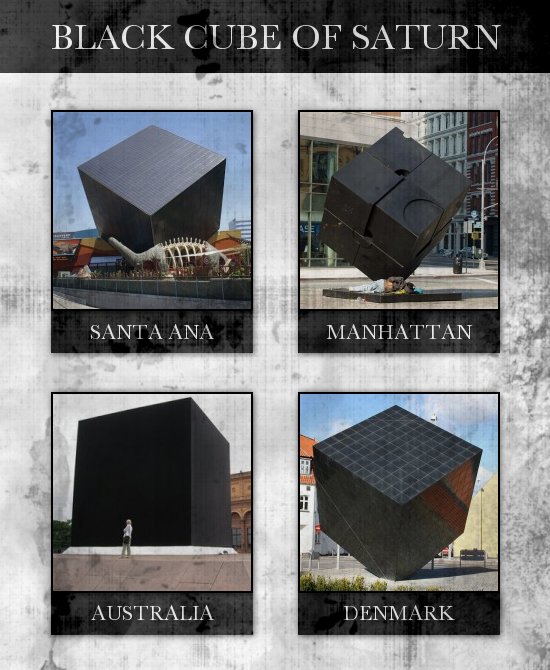 BLACK CUBE OF SATURN
SANTA ANA
MANHATTAN
AUSTRALIA
DENMARK